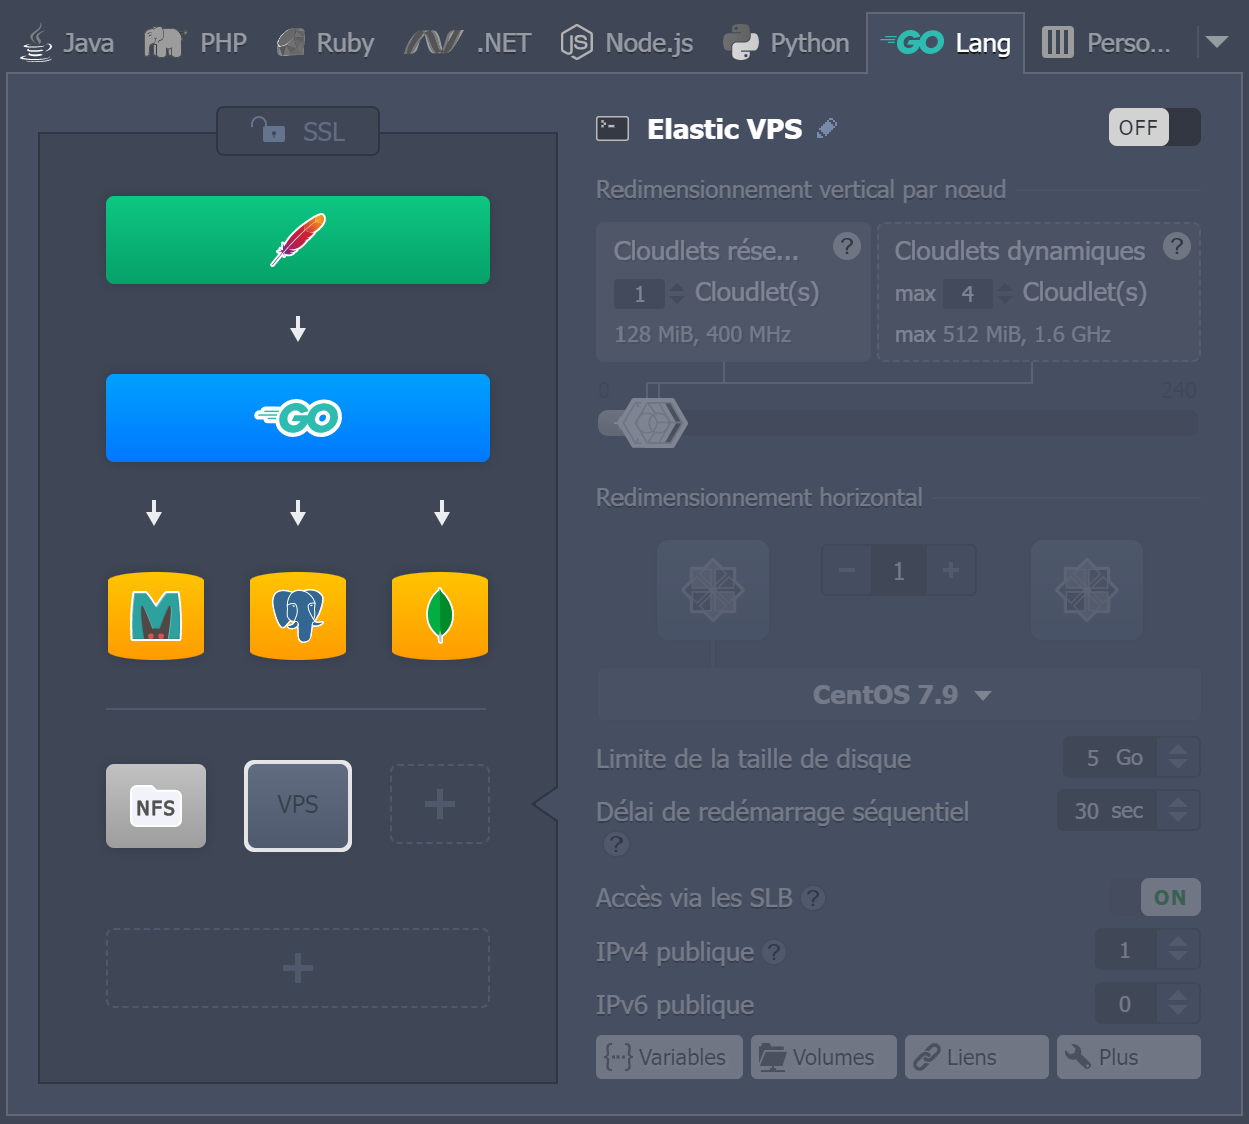 Java
PHP
Ruby
.NET
Node.js
Python
GO Lang
Perso...
SSL
GO
NFS
VPS
Elastic VPS
OFF
Redimensionnement vertical par nœud
Cloudlets rése... ?
1 Cloudlet(s)
128 MiB, 400 MHz
Cloudlets dynamiques ?
max 4 Cloudlet(s)
max 512 MiB, 1.6 GHz
0
240
Redimensionnement horizontal
1
CentOS 7.9
Limite de la taille de disque 5 Go
Délai de redémarrage séquentiel 30 sec
?
Accès via les SLB ? ON
IPv4 publique ? 1
IPv6 publique 0
Variables
Volumes
Liens
Plus